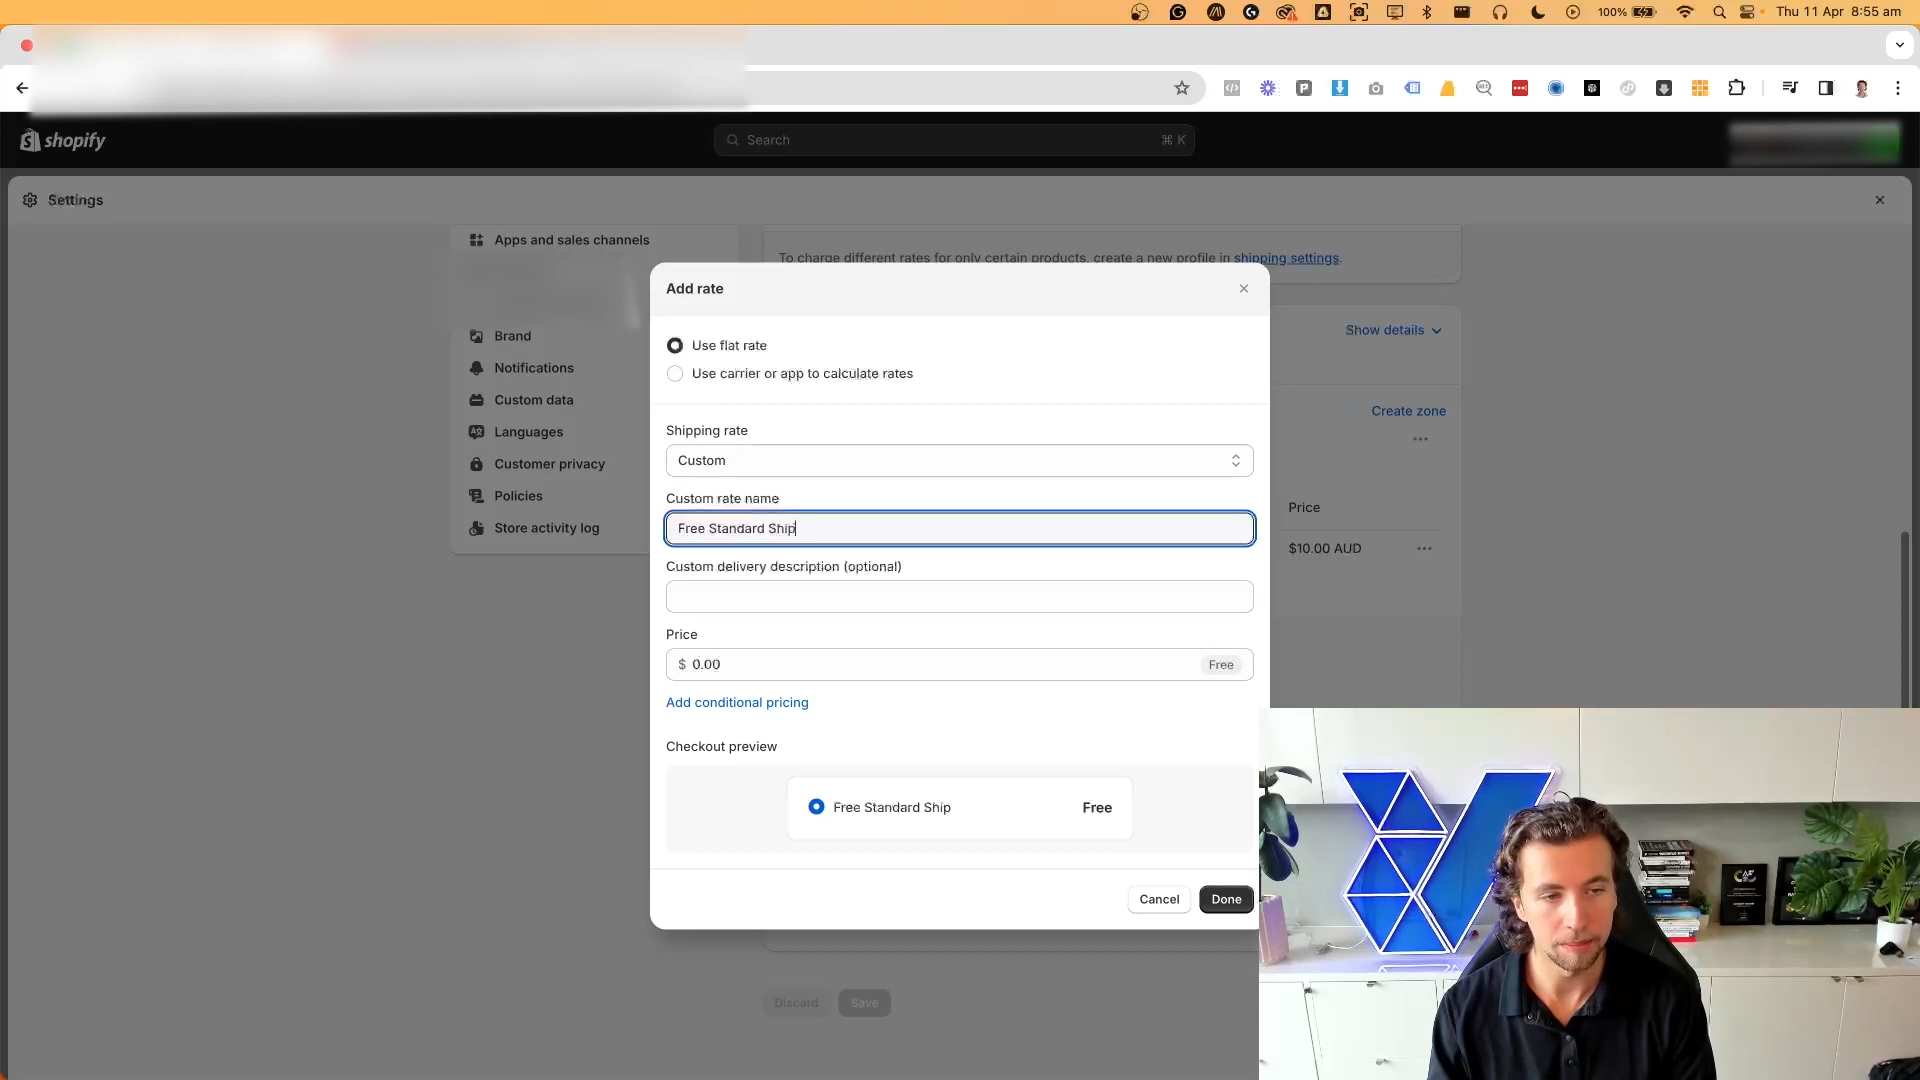 100%
Thu 11 Apr 8:55 am
shopify
Search
⌘ K
Settings
Apps and sales channels
Brand
Notifications
Custom data
Languages
Customer privacy
Policies
Store activity log
To charge different rates for only certain products, create a new profile in shipping settings.
Show details
Create zone
Price
$10.00 AUD
Add rate
Use flat rate
Use carrier or app to calculate rates
Shipping rate
Custom
Custom rate name
Free Standard Ship
Custom delivery description (optional)
Price
$ 0.00
Free
Add conditional pricing
Checkout preview
Free Standard Ship
Free
Cancel
Done
Discard
Save